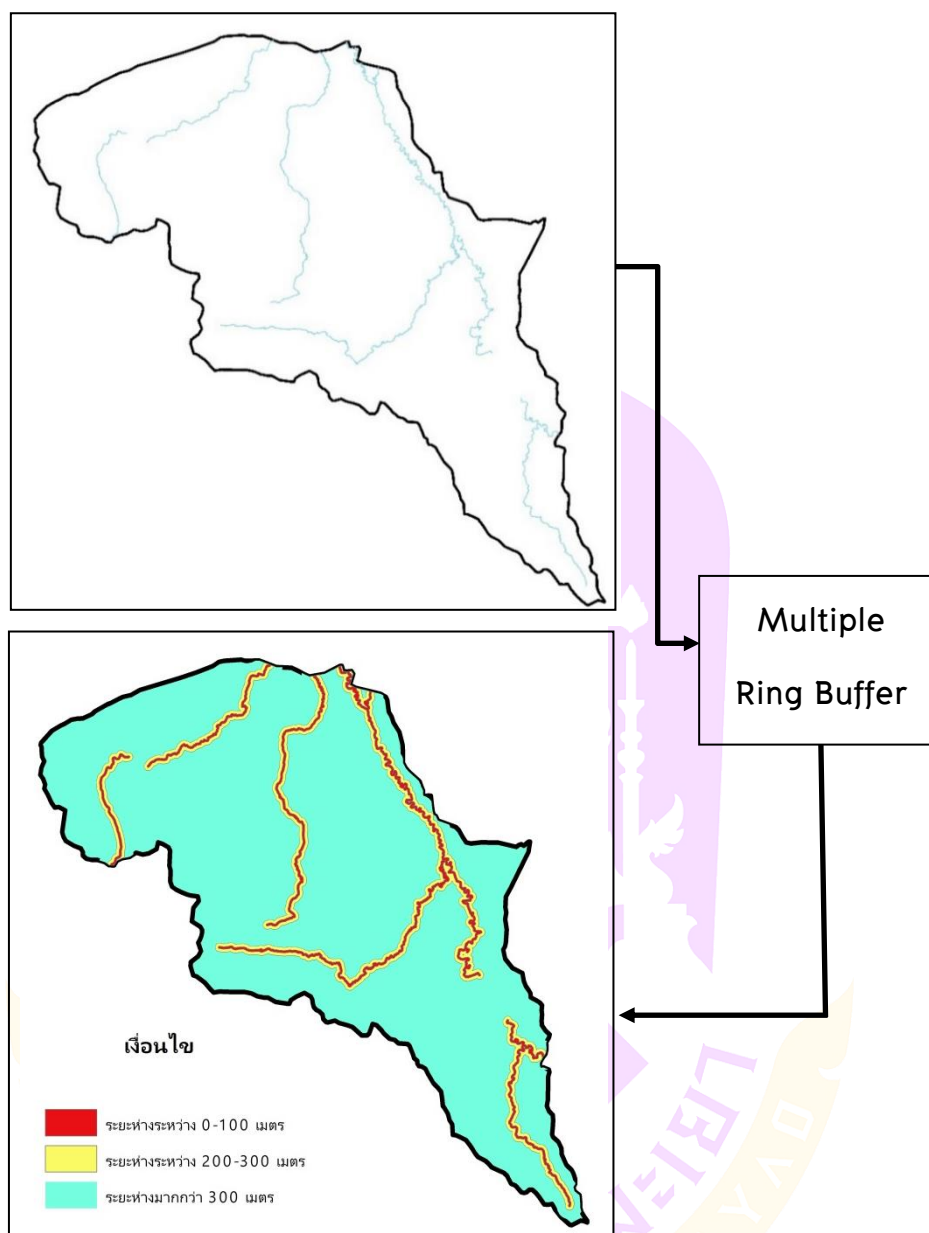 Multiple
Ring Buffer
เงื่อนไข
ระยะห่างระหว่าง 0-100 เมตร
ระยะห่างระหว่าง 200-300 เมตร
ระยะห่างมากกว่า 300 เมตร